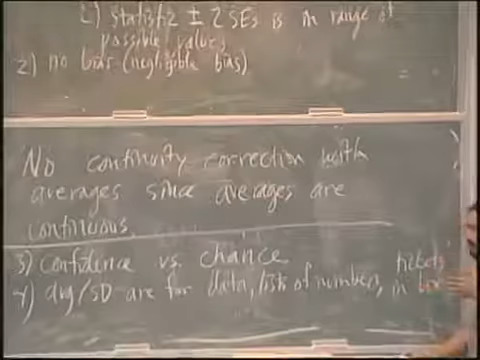 1) statistic ± 2 SEs is in range of
possible values
2) no bias (negligible bias)
No continuity correction with
averages since averages are
continuous.
3) confidence vs. chance
4) avg/SD are for data, lists of numbers, tickets
in box